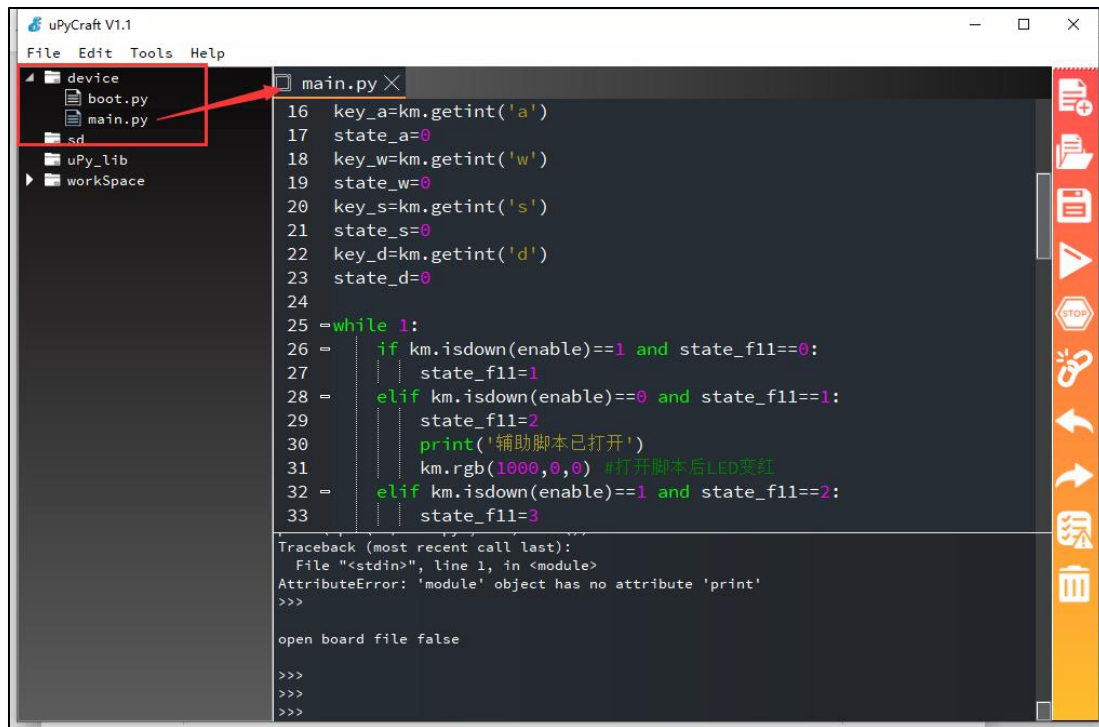 uPyCraft V1.1
File Edit Tools Help
device
boot.py
main.py
sd
uPy_lib
workSpace
main.py
16 key_a=km.getint('a')
17 state_a=0
18 key_w=km.getint('w')
19 state_w=0
20 key_s=km.getint('s')
21 state_s=0
22 key_d=km.getint('d')
23 state_d=0
24
25 while 1:
26 if km.isdown(enable)==1 and state_f11==0:
27 state_f11=1
28 elif km.isdown(enable)==0 and state_f11==1:
29 state_f11=2
30 print('辅助脚本已打开')
31 km.rgb(1000,0,0) #打开脚本后LED变红
32 elif km.isdown(enable)==1 and state_f11==2:
33 state_f11=3
Traceback (most recent call last):
File "<stdin>", line 1, in <module>
AttributeError: 'module' object has no attribute 'print'
>>>
open board file false
>>>
>>>
>>>
STOP